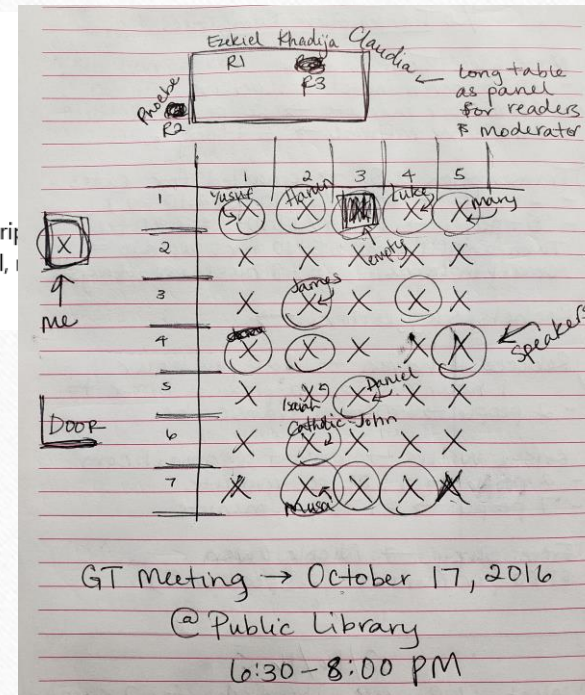 Ezekiel Khadija Claudia
R1 R3
Phoebe
R2
long table
as panel
for readers
& moderator
1 2 3 4 5
1 Yusuf X Hanin X Luke X X Mary
2 X X X empty X X
X
me
3 X James X X X X
4 X X X X X
Speakers
5 X X Isaiah X Daniel X X
DOOR
6 X Catholic-John X X X X
7 X X Musa X X X
GT Meeting → October 17, 2016
@ Public Library
6:30-8:00 PM